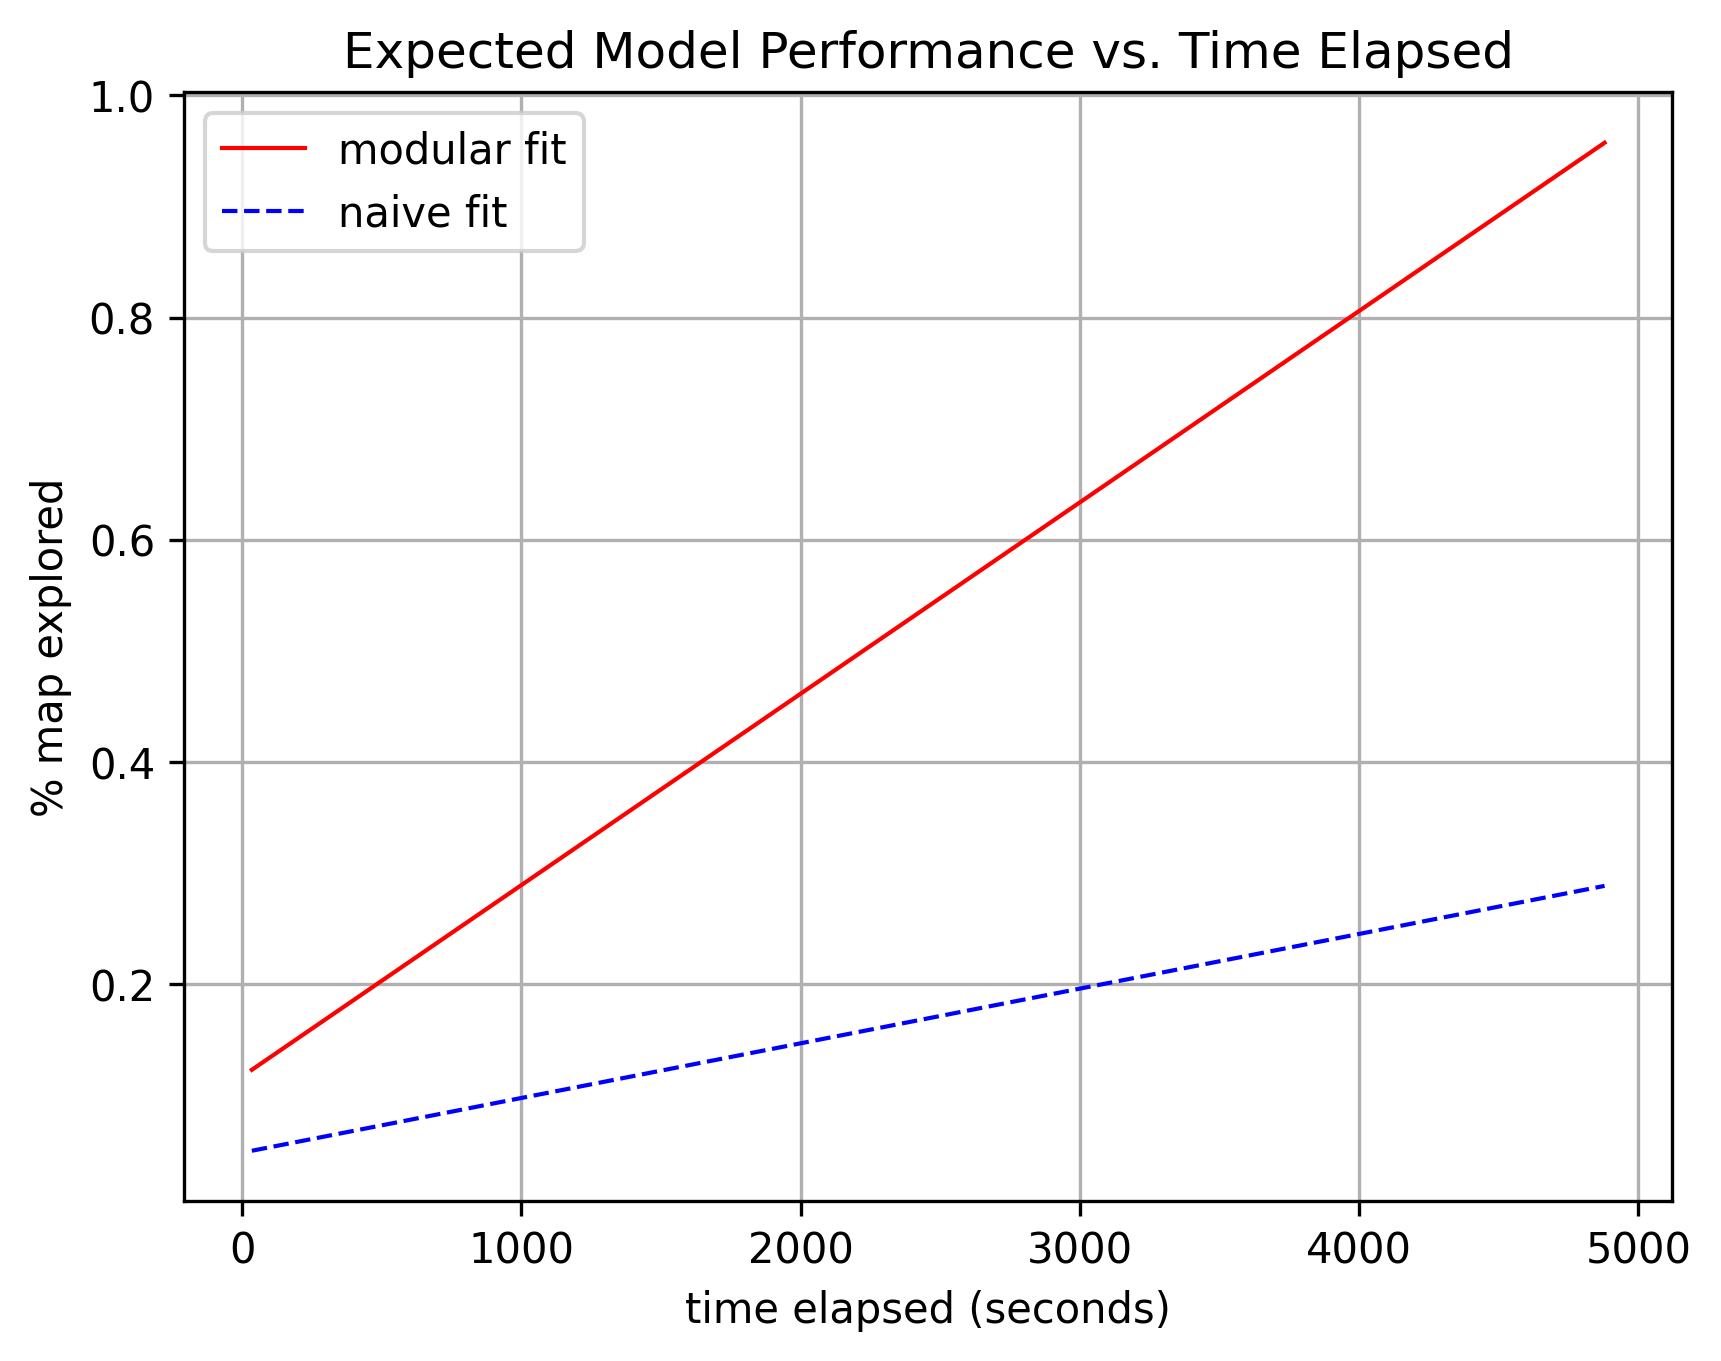 Expected Model Performance vs. Time Elapsed
modular fit
naive fit
% map explored
1.0
0.8
0.6
0.4
0.2
0 1000 2000 3000 4000 5000
time elapsed (seconds)